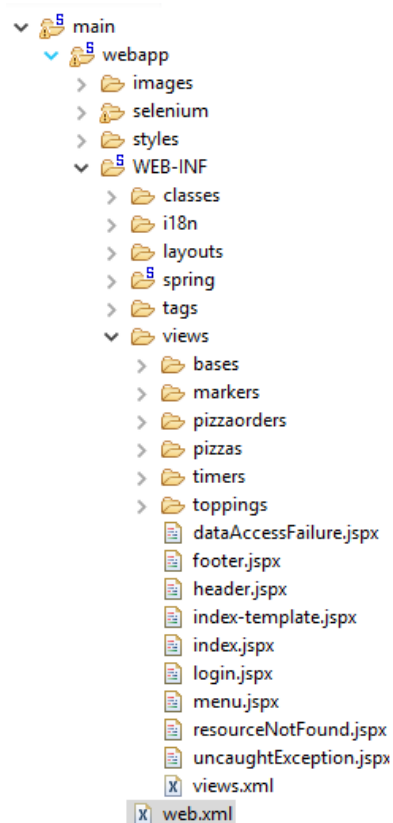 main
webapp
images
selenium
styles
WEB-INF
classes
i18n
layouts
spring
tags
views
bases
markers
pizzaorders
pizzas
timers
toppings
dataAccessFailure.jspx
footer.jspx
header.jspx
index-template.jspx
index.jspx
login.jspx
menu.jspx
resourceNotFound.jspx
uncaughtException.jspx
views.xml
web.xml